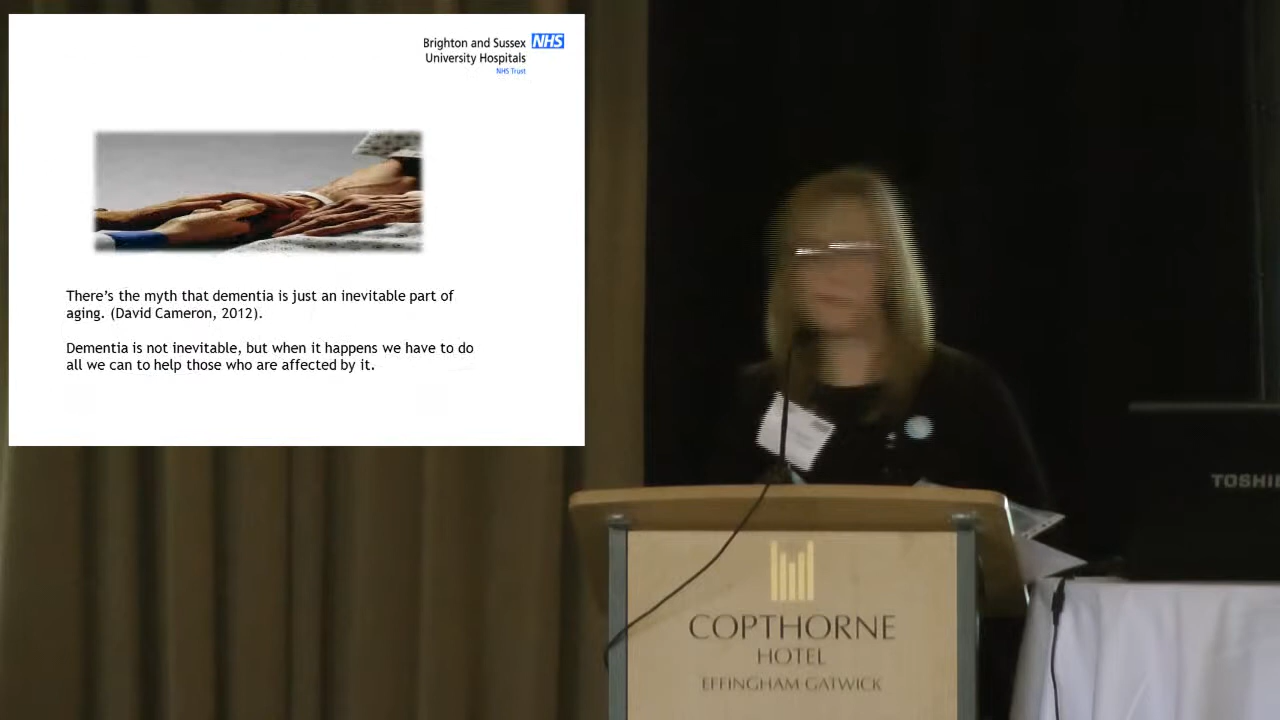 Brighton and Sussex NHS
University Hospitals
NHS Trust
There's the myth that dementia is just an inevitable part of
aging. (David Cameron, 2012).
Dementia is not inevitable, but when it happens we have to do
all we can to help those who are affected by it.
TOSHI
COPTHORNE
HOTEL
EFFINGHAM GATWICK